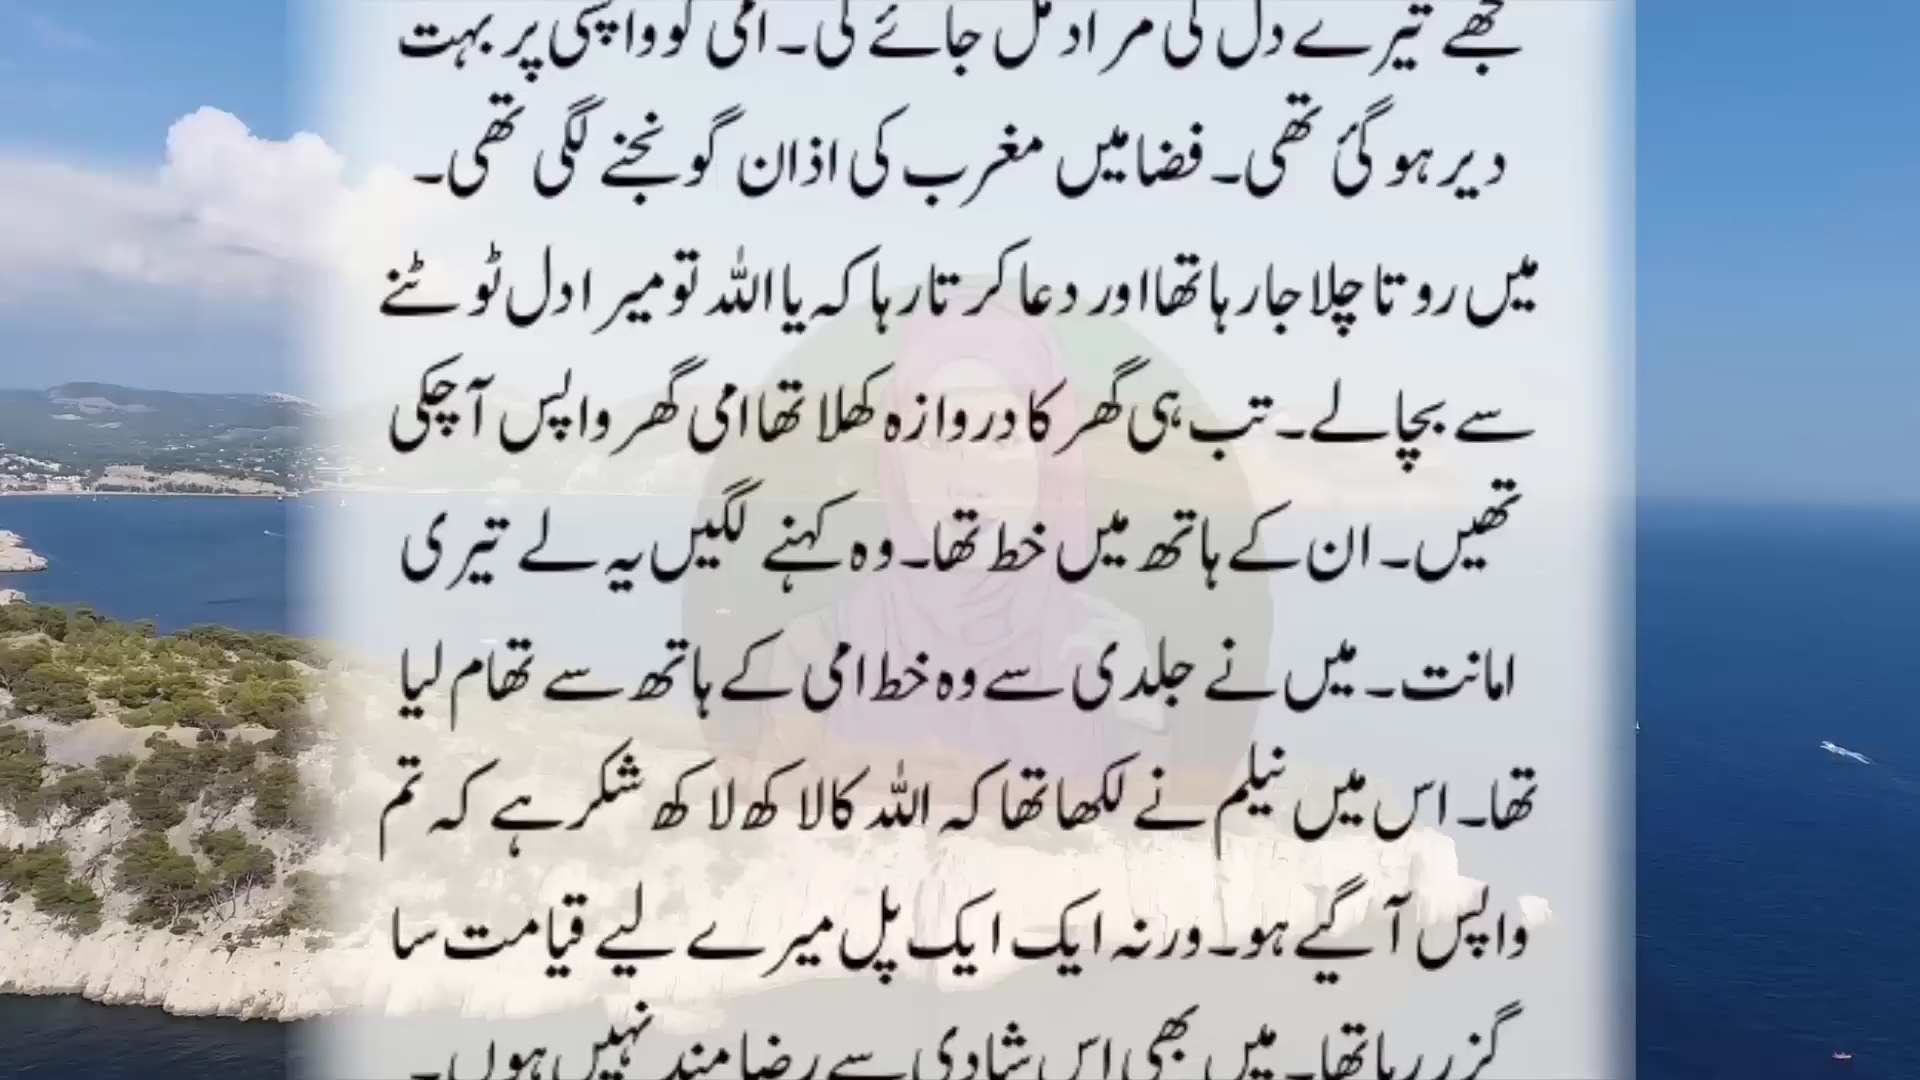 تجھے تیرے دل کی مراد مل جائے گی۔ امی کو واپسی پر بہت
دیر ہو گئ تھی۔ فضا میں مغرب کی اذان گونجنے لگی تھی۔
میں روتا چلا جا رہا تھا اور دعا کرتا رہا کہ یا اللہ تو میرا دل ٹوٹنے
سے بچا لے۔ تب ہی گھر کا دروازہ کھلا تھا امی گھر واپس آ چکی
تھیں۔ ان کے ہاتھ میں خط تھا۔ وہ کہنے لگیں یہ لے تیری
امانت۔ میں نے جلدی سے وہ خط امی کے ہاتھ سے تھام لیا
تھا۔ اس میں نیلم نے لکھا تھا کہ اللہ کا لاکھ لاکھ شکر ہے کہ تم
واپس آ گیے ہو۔ ورنہ ایک ایک پل میرے لیے قیامت سا
گزر رہا تھا۔ میں بھی اس شادی سے رضا مند نہیں ہوں۔